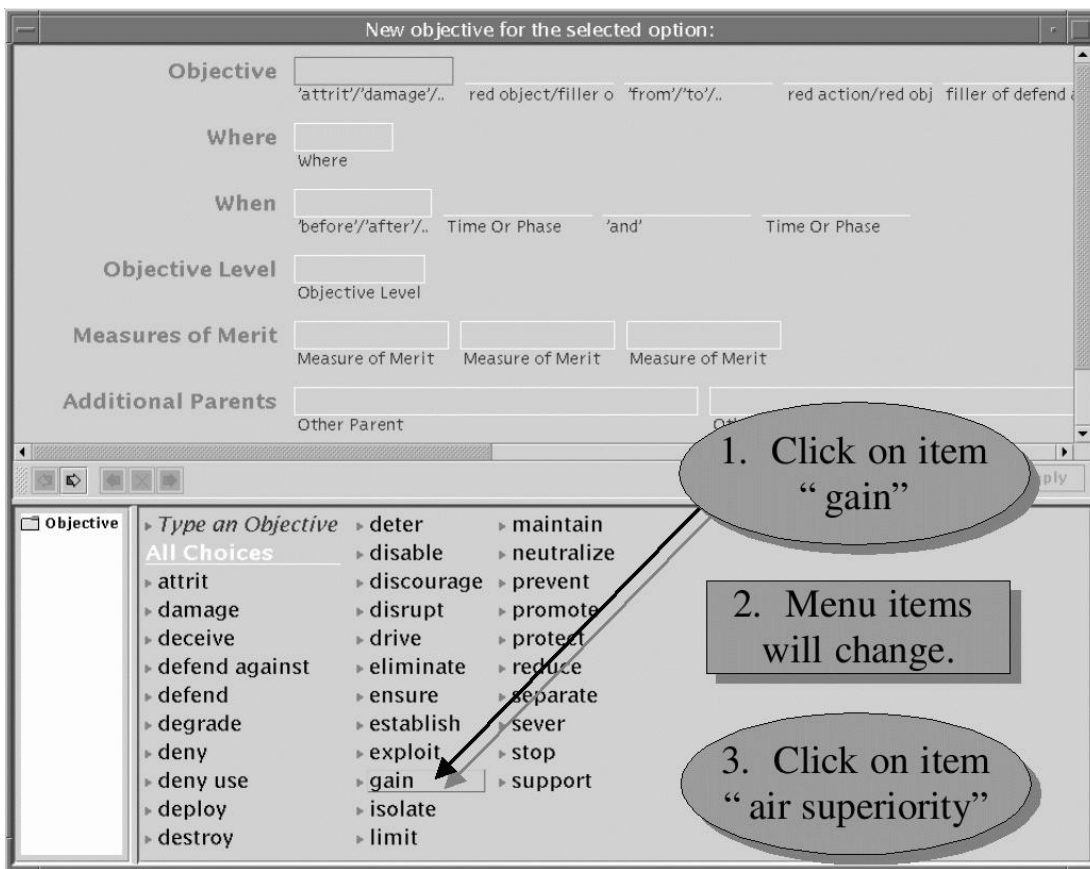 New objective for the selected option:
Objective
'attrit'/'damage'/.. red object/filler o 'from'/'to'/.. red action/red obj filler of defend a
Where
Where
When
'before'/'after'/.. Time Or Phase 'and' Time Or Phase
Objective Level
Objective Level
Measures of Merit
Measure of Merit Measure of Merit Measure of Merit
Additional Parents
Other Parent
1. Click on item
“ gain”
Objective
Type an Objective deter maintain
All Choices disable neutralize
attrit discourage prevent
damage disrupt promote
deceive drive protect
defend against eliminate reduce
defend ensure separate
degrade establish sever
deny exploit stop
deny use gain support
deploy isolate
destroy limit
2. Menu items
will change.
3. Click on item
“ air superiority”